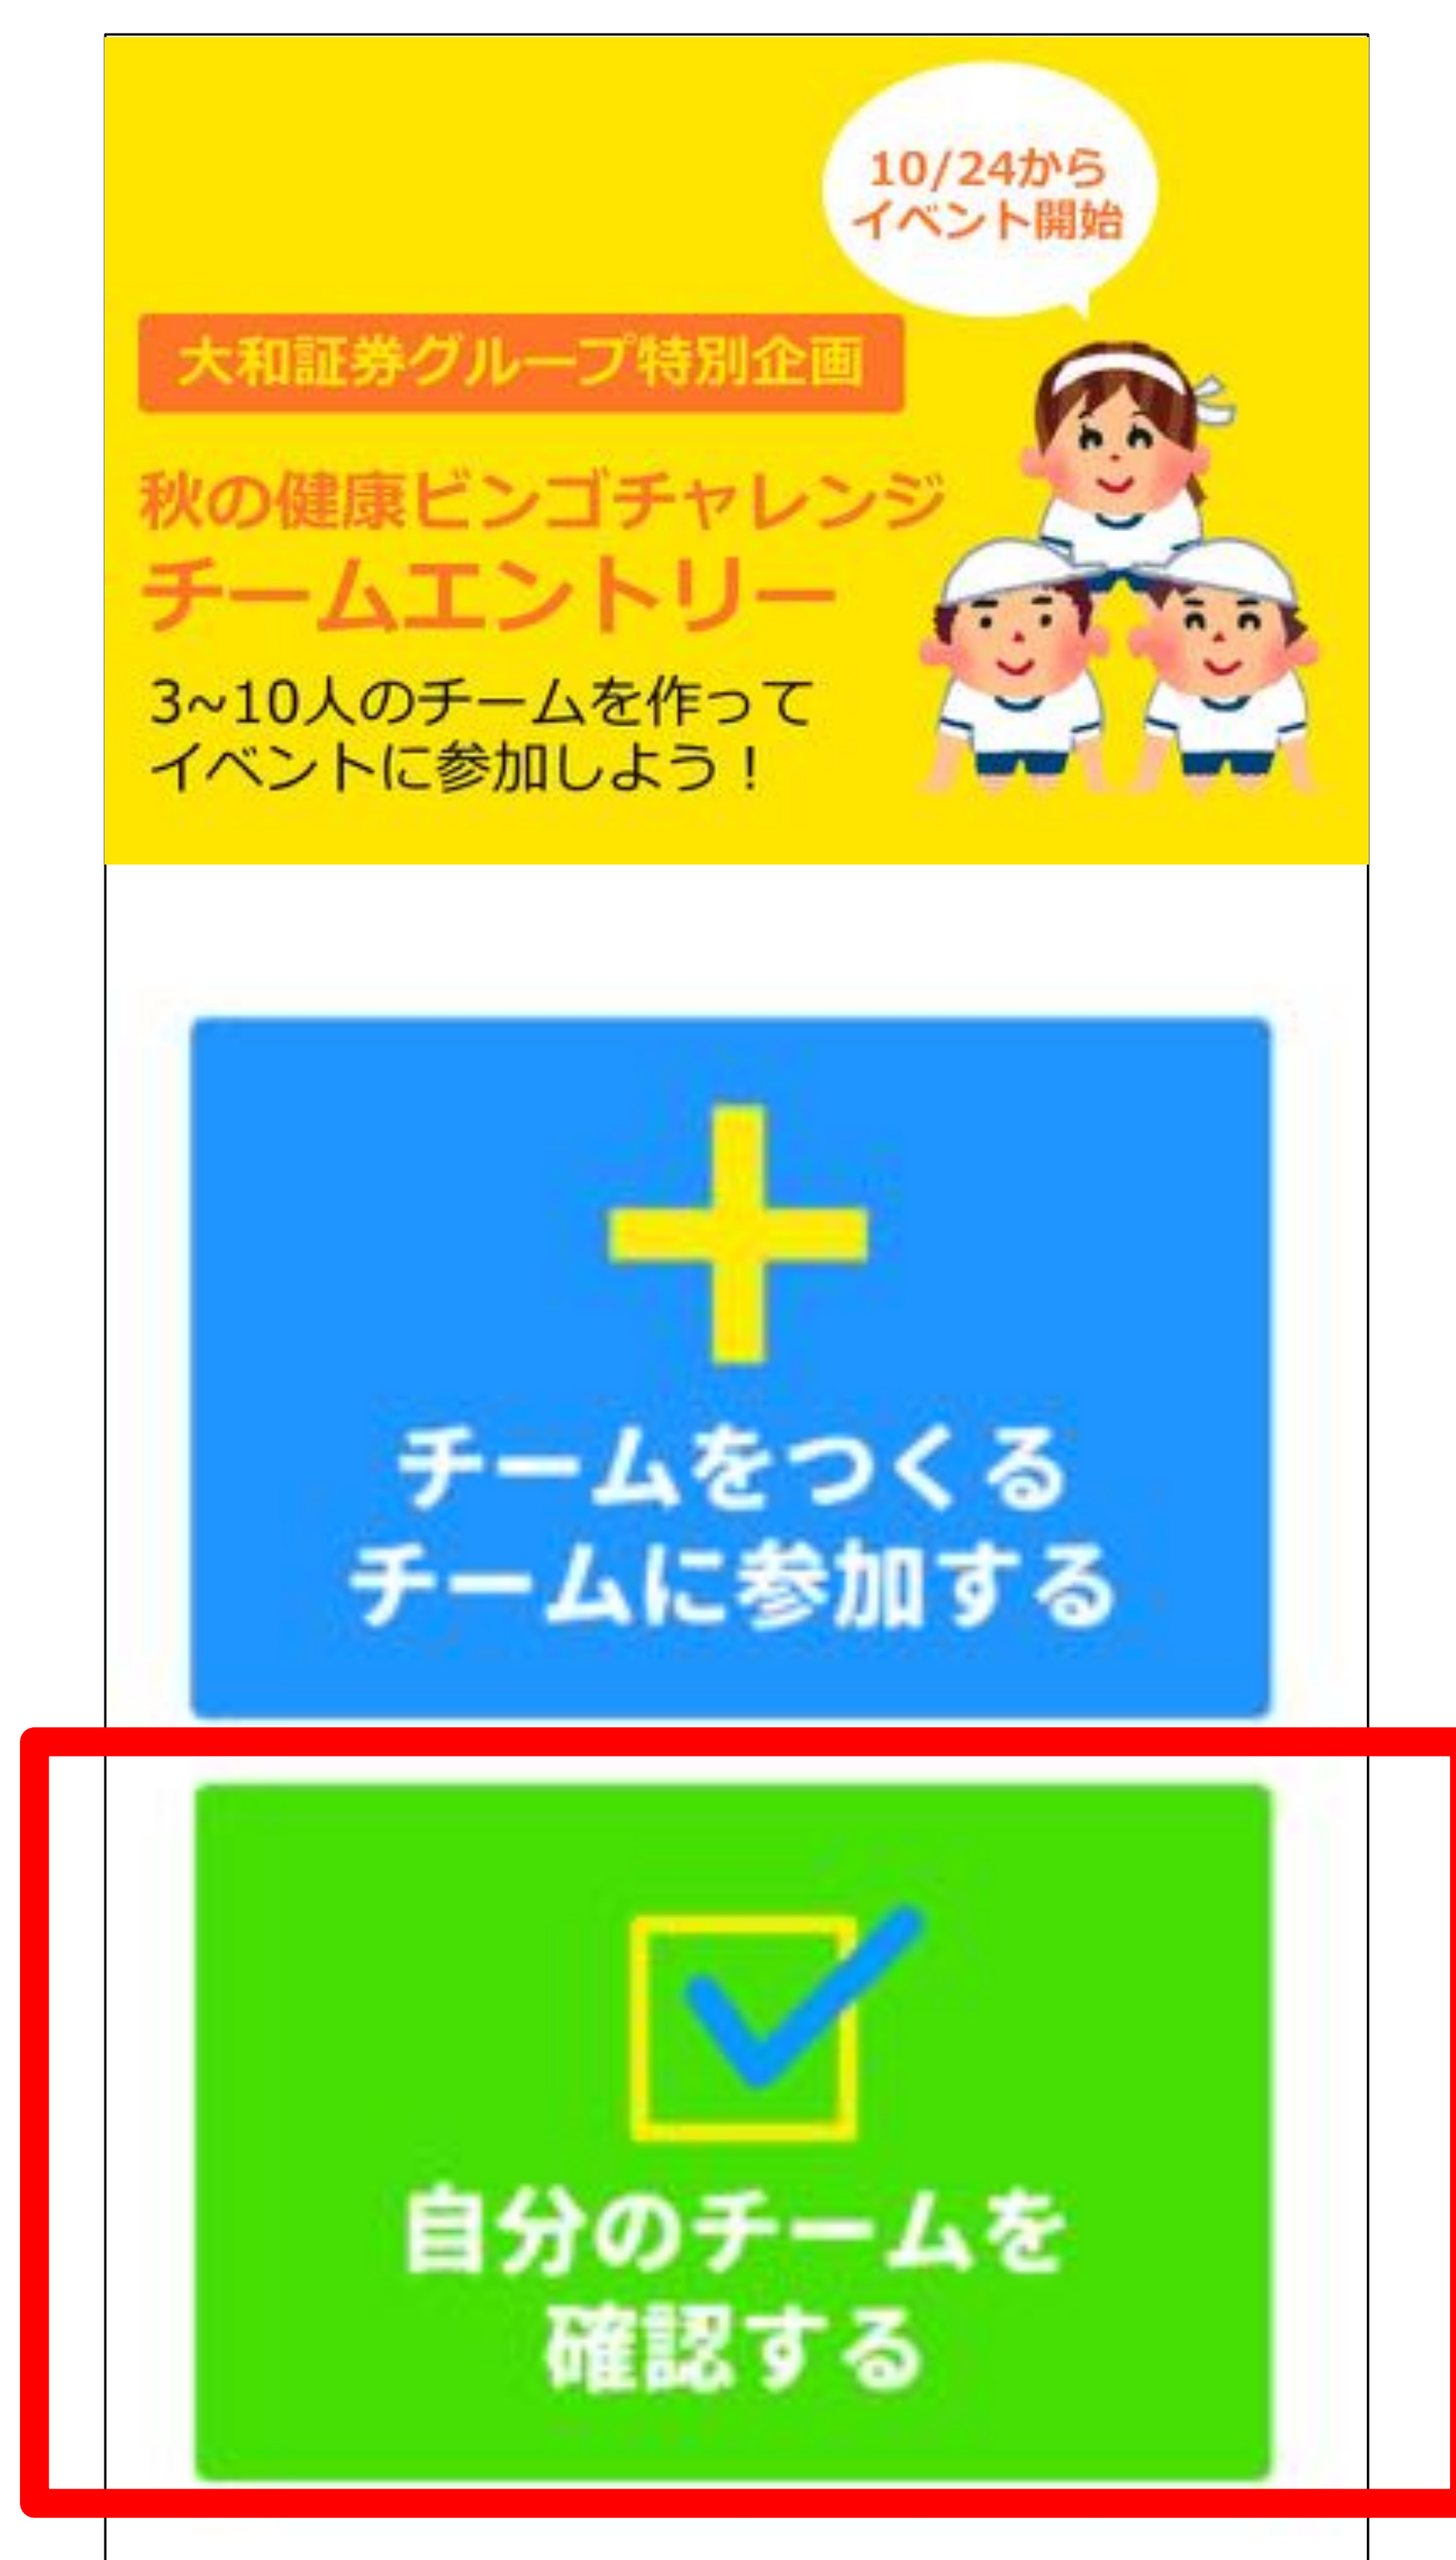 10/24から
イベント開始
大和証券グループ特別企画
秋の健康ビンゴチャレンジ
チームエントリー
3~10人のチームを作って
イベントに参加しよう！
チームをつくる
チームに参加する
自分のチームを
確認する